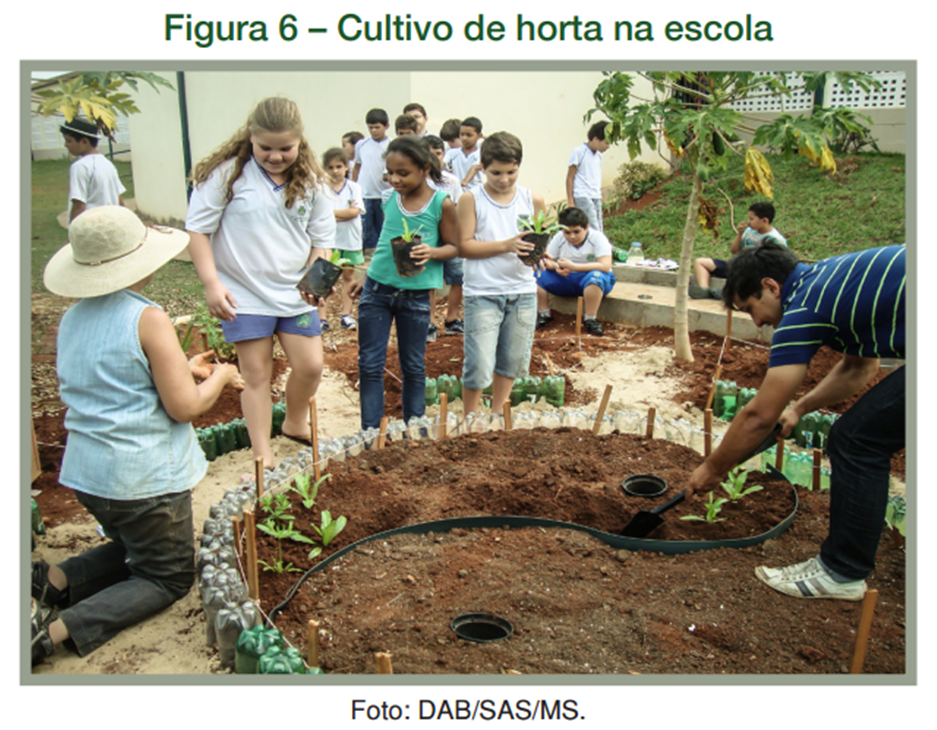 Figura 6 – Cultivo de horta na escola
Foto: DAB/SAS/MS.